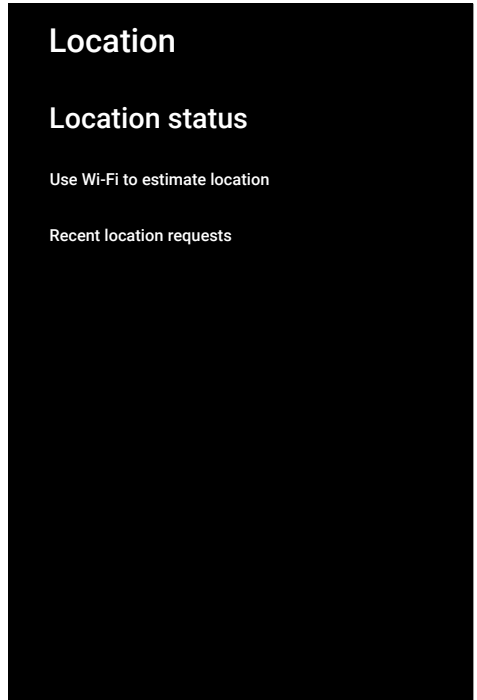 Location
Location status
Use Wi-Fi to estimate location
Recent location requests